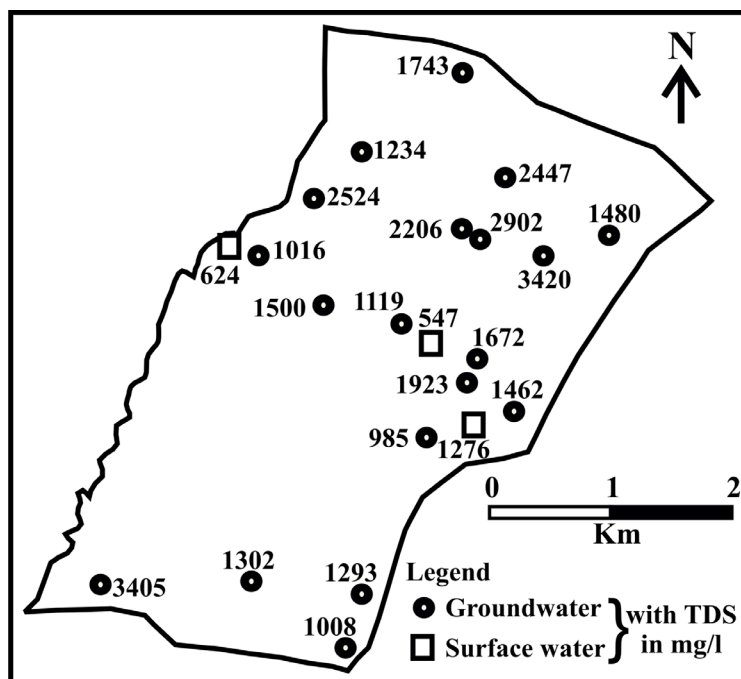 1743
N
1234
2447
2524
2206
2902
1480
1016
624
3420
1500
1119
547
1672
1923
1462
985
1276
0 1 2
Km
1302
1293
3405
Legend
Groundwater
Surface water
with TDS
in mg/l
1008